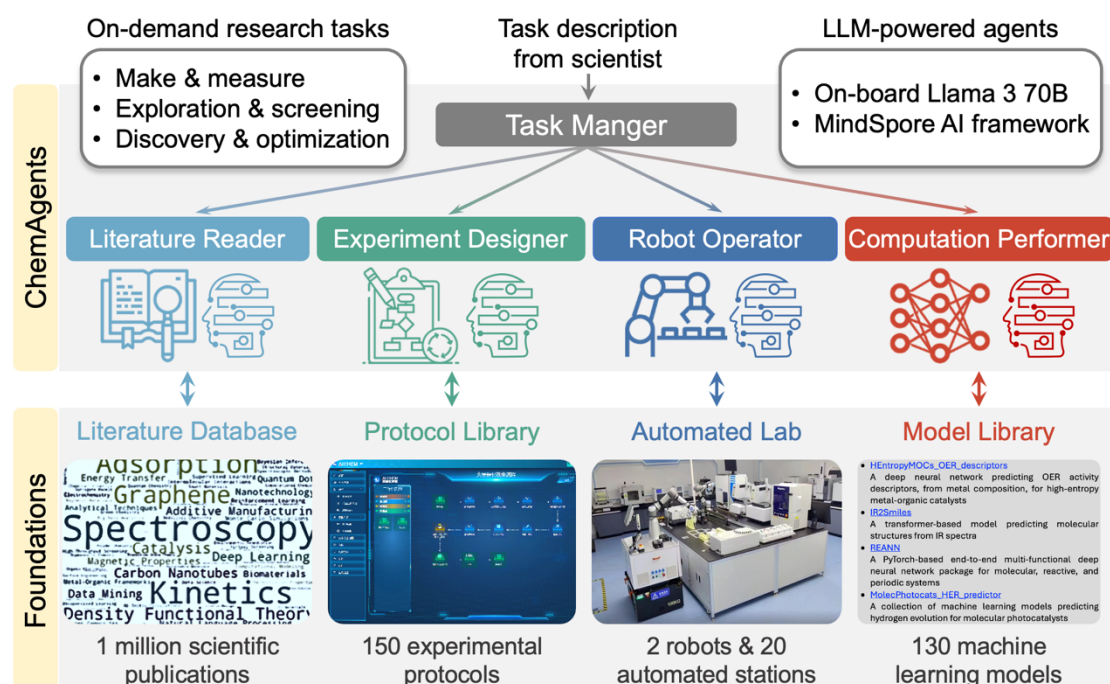 On-demand research tasks
• Make & measure
• Exploration & screening
• Discovery & optimization
Task description
from scientist
LLM-powered agents
• On-board Llama 3 70B
• MindSpore AI framework
Task Manger
ChemAgents
Literature Reader
Experiment Designer
Robot Operator
Computation Performer
Foundations
Literature Database
Protocol Library
Automated Lab
Model Library
Adsorption
Energy Transfer
Quantum Dot
Graphene
Nanotechnology
Analytical Techniques
Additive Manufacturin
Spectroscopy
Catalysis
Magnetic Properties
Deep Learning
Carbon Nanotubes
Biomaterials
Data Mining
Kinetics
Density Functional Theory
• HEntropyMOCs_OER_descriptors
A deep neural network predicting OER activity
descriptors, from metal composition, for high-entropy
metal-organic catalysts
• IR2Smiles
A transformer-based model predicting molecular
structures from IR spectra
• REANN
A PyTorch-based end-to-end multi-functional deep
neural network package for molecular, reactive, and
periodic systems
• MolecPhotocats_HER_predictor
A collection of machine learning models predicting
hydrogen evolution for molecular photocatalysts
1 million scientific
publications
150 experimental
protocols
2 robots & 20
automated stations
130 machine
learning models